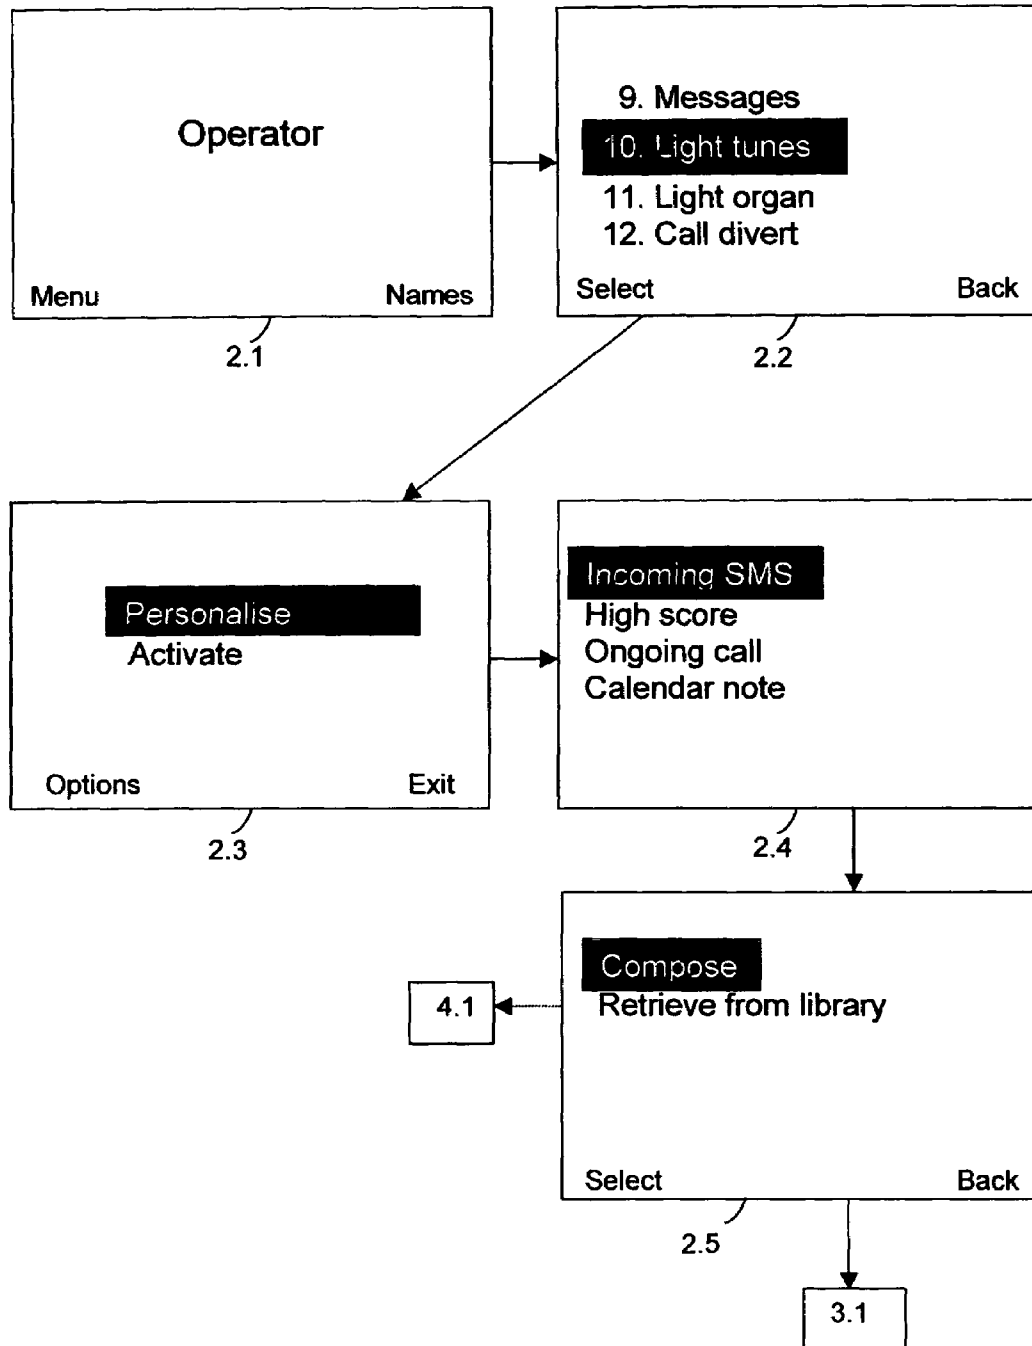 Operator
Menu Names
2.1
9. Messages
10. Light tunes
11. Light organ
12. Call divert
Select Back
2.2
Personalise
Activate
Options Exit
2.3
Incoming SMS
High score
Ongoing call
Calendar note
2.4
Compose
Retrieve from library
Select Back
2.5
4.1
3.1